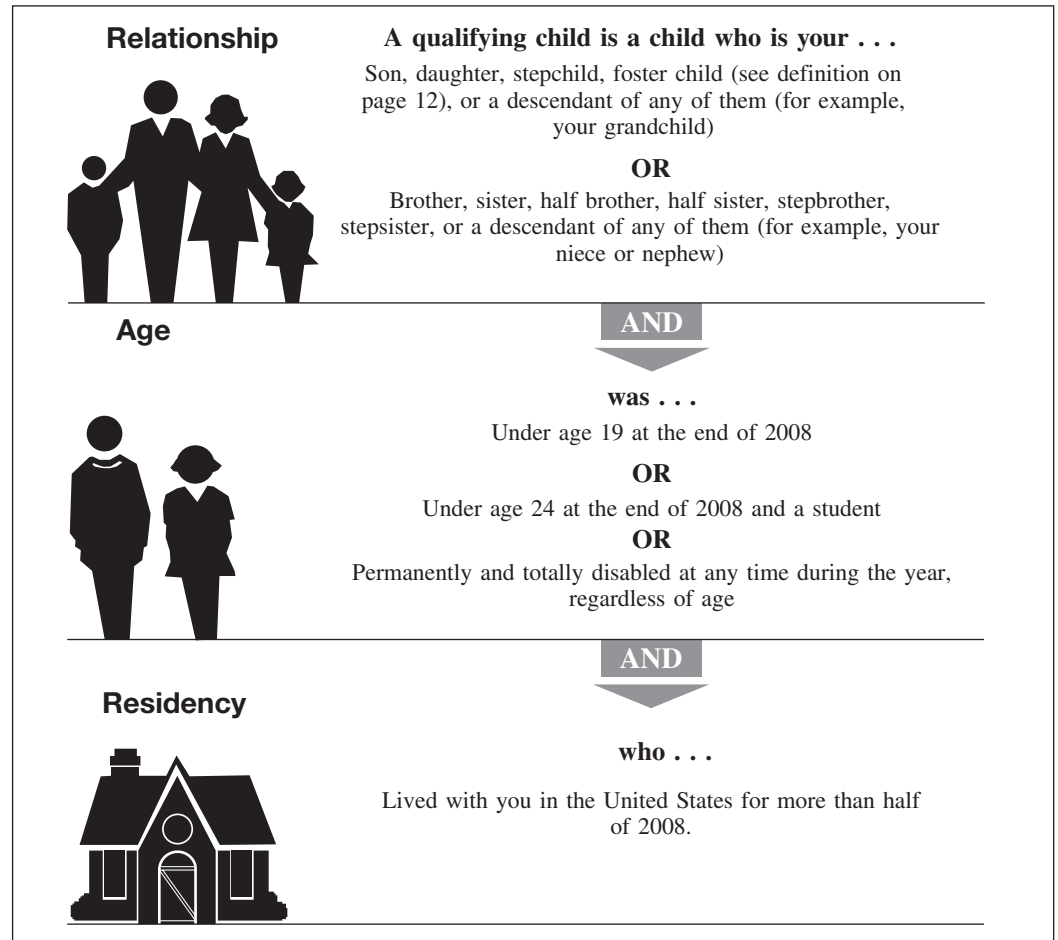 Relationship
A qualifying child is a child who is your . . .
Son, daughter, stepchild, foster child (see definition on
page 12), or a descendant of any of them (for example,
your grandchild)
OR
Brother, sister, half brother, half sister, stepbrother,
stepsister, or a descendant of any of them (for example, your
niece or nephew)
AND
Age
was . . .
Under age 19 at the end of 2008
OR
Under age 24 at the end of 2008 and a student
OR
Permanently and totally disabled at any time during the year,
regardless of age
AND
Residency
who . . .
Lived with you in the United States for more than half
of 2008.